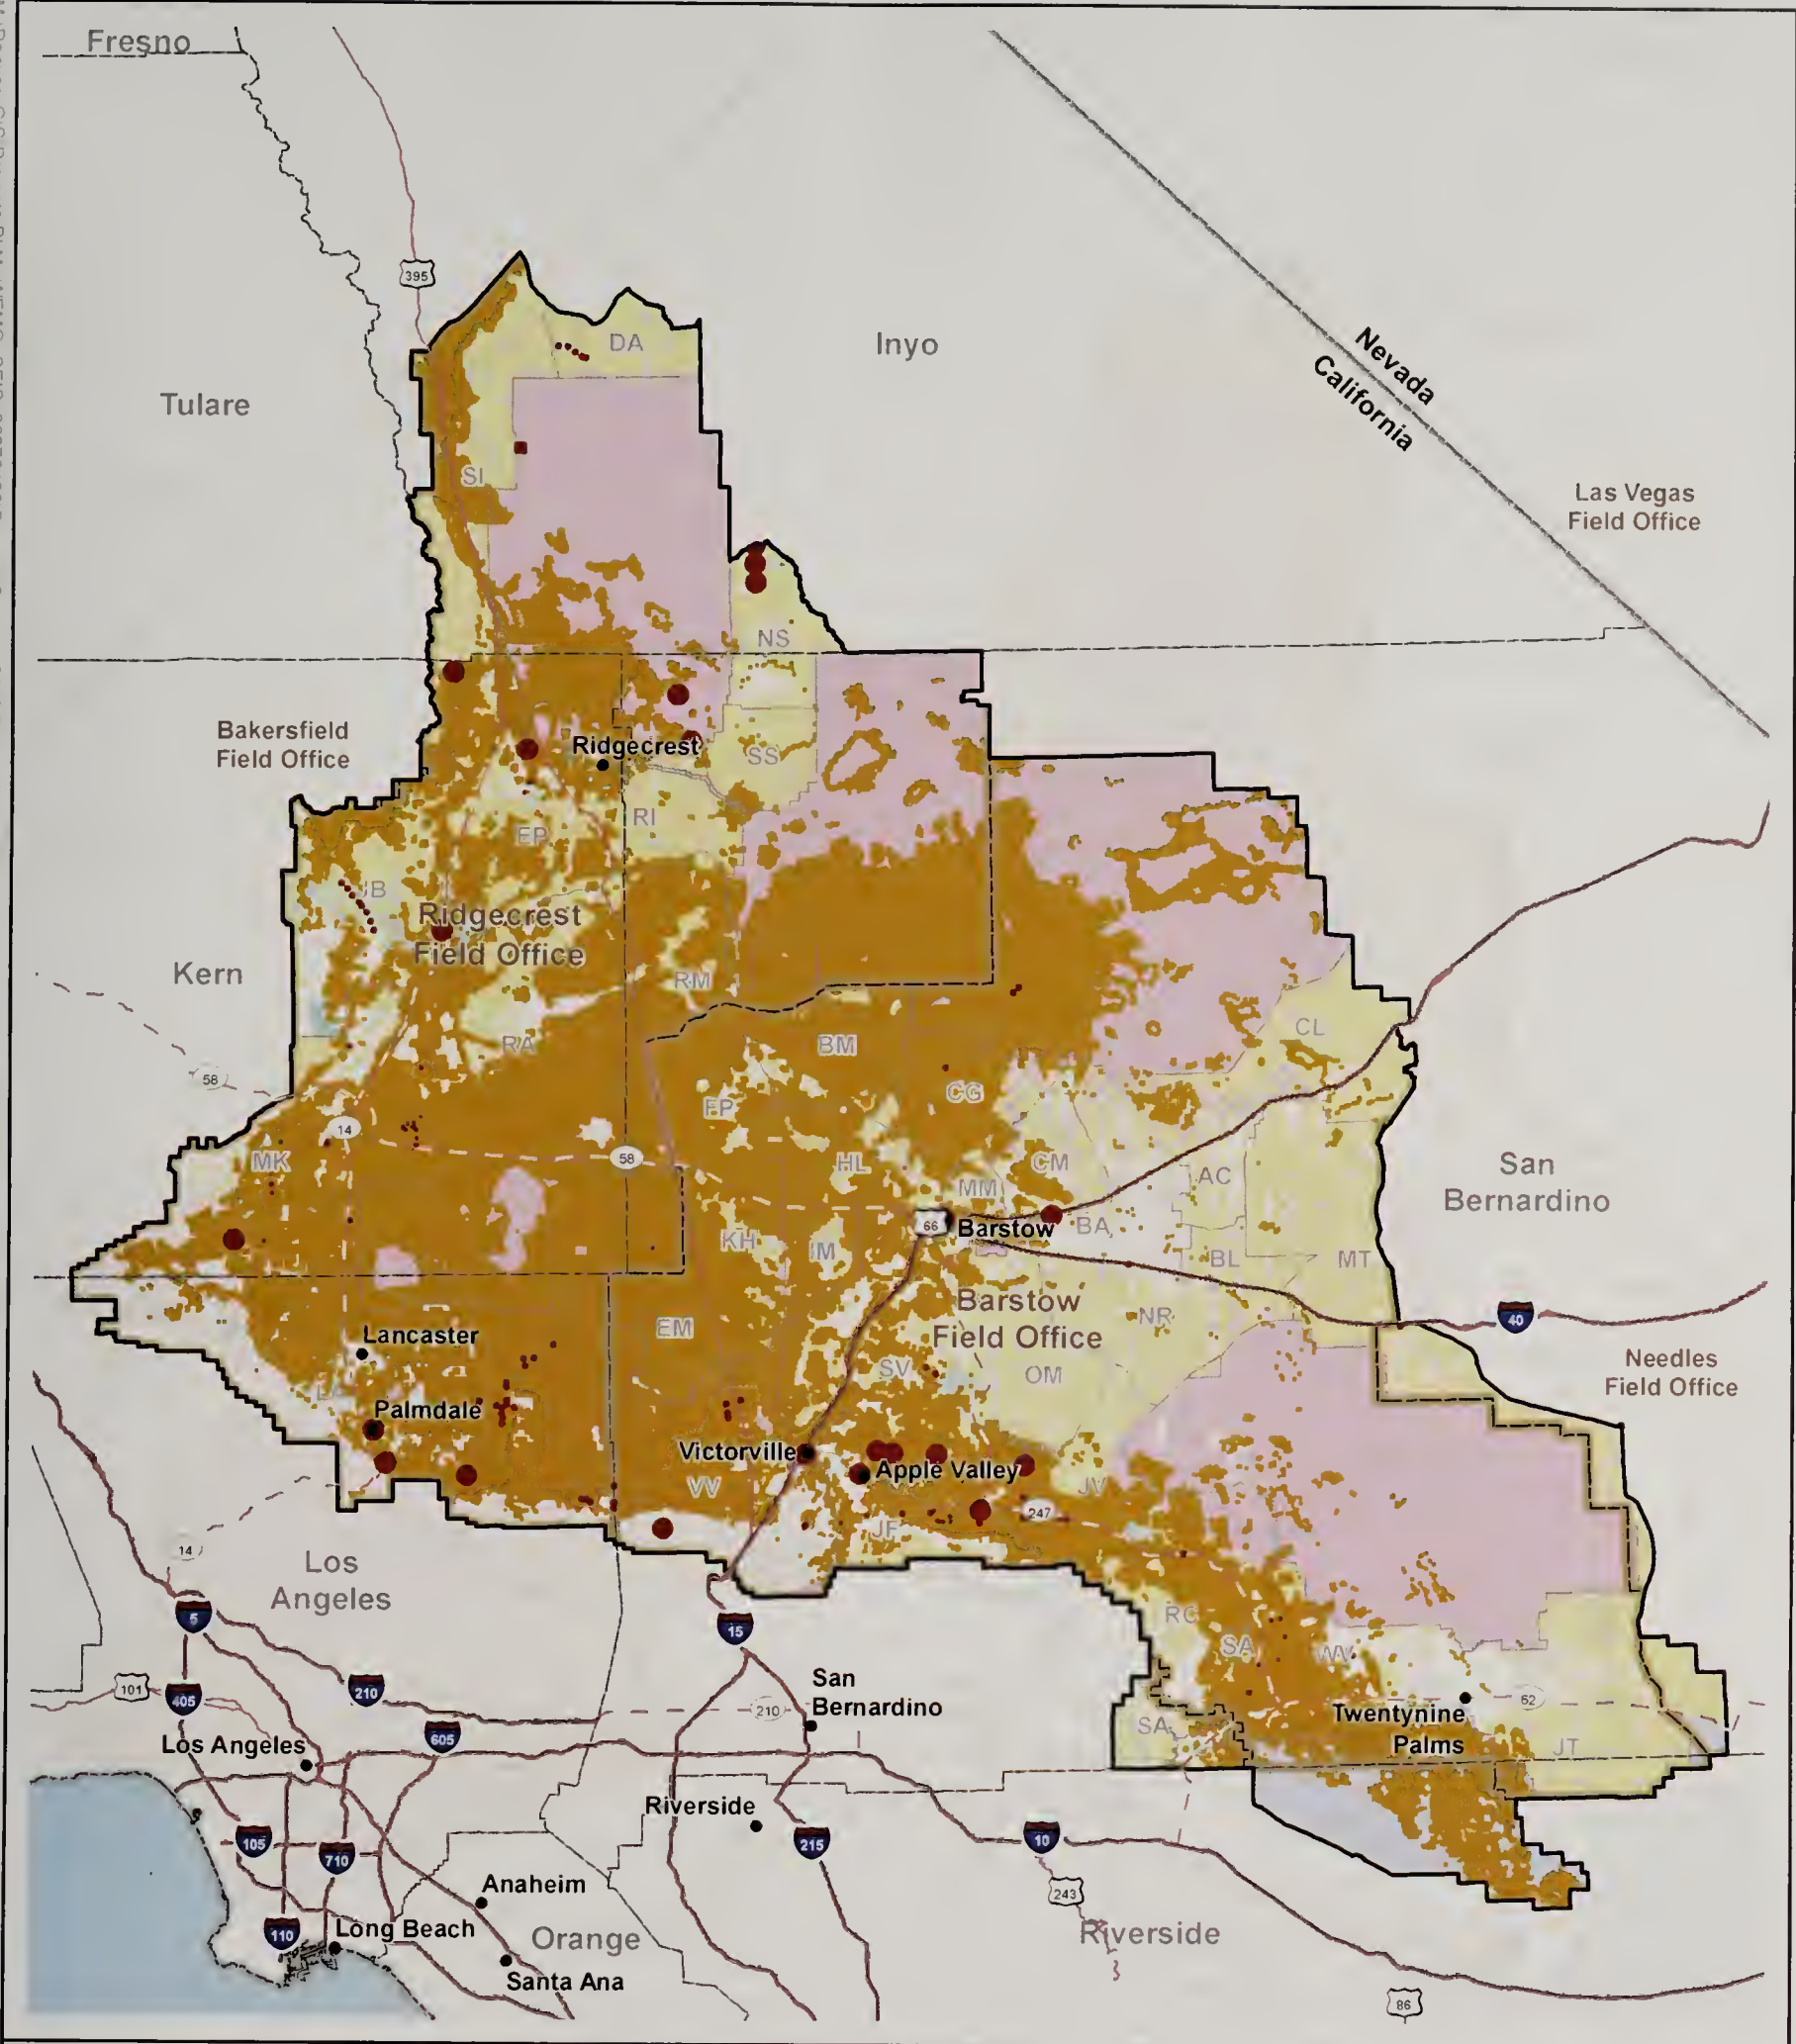 Fresno
395
DA
Inyo
Nevada
California
Tulare
SI
Las Vegas
Field Office
NS
Bakersfield
Field Office
Ridgecrest
SS
RI
EP
JB
Ridgecrest
Field Office
Kern
RM
CL
RA
BM
58
FP
CG
14
58
MK
HL
CM
MM
AC
San
Bernardino
66
Barstow
BA
KH
IM
BL
MT
Barstow
Field Office
EM
NR
40
Lancaster
SV
OM
Needles
Field Office
Palmdale
Victorville
Apple Valley
VV
JV
247
JF
14
Los
Angeles
5
15
RC
SA
WV
101
405
210
San
Bernardino
210
62
Twentynine
Palms
605
SA
JT
Los Angeles
Riverside
105
710
215
10
Anaheim
243
110
Long Beach
Orange
Riverside
Santa Ana
86